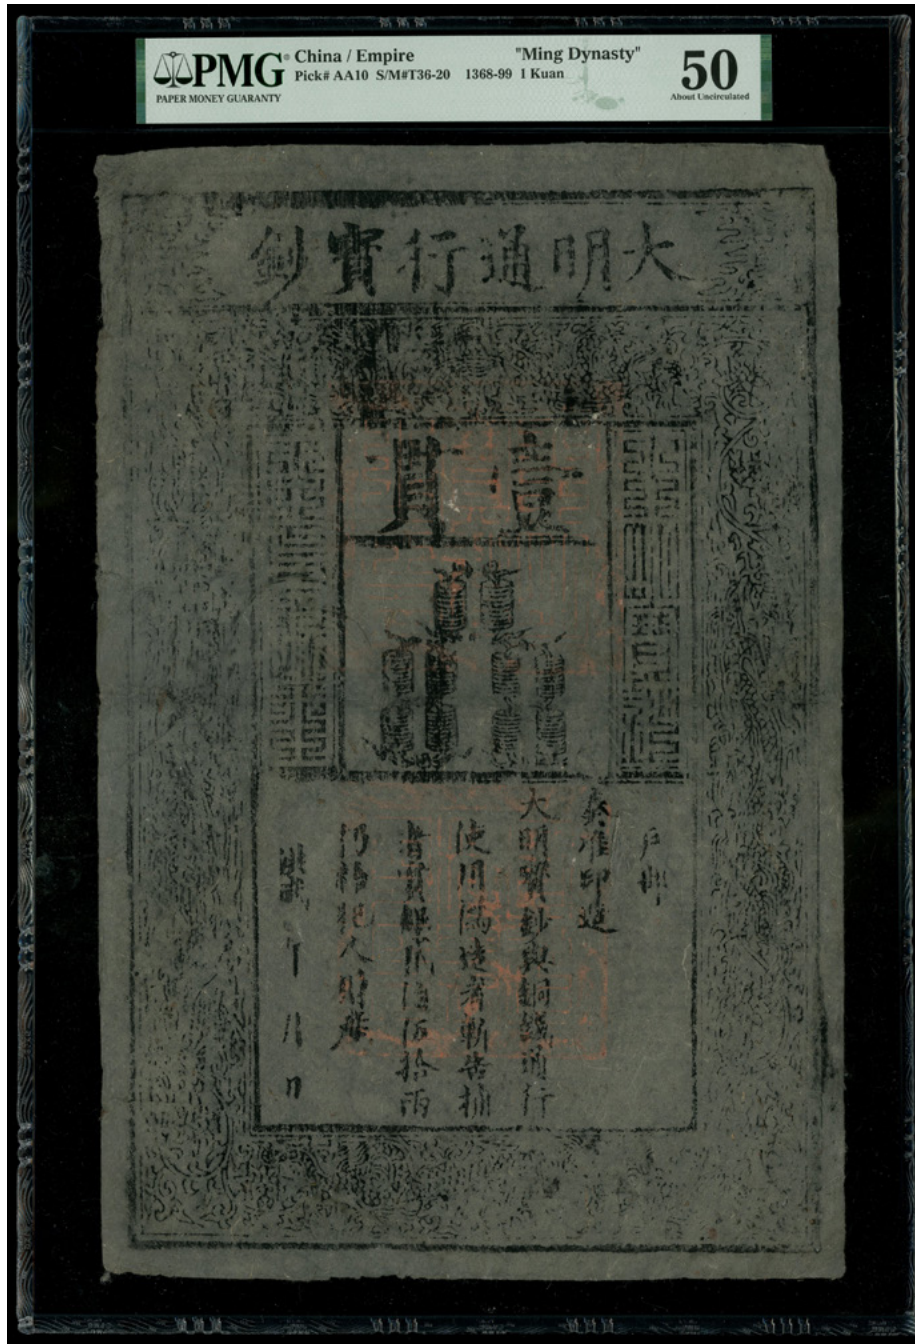 PMG China / Empire "Ming Dynasty" 50
Pick# AA10 S/M#T36-20 1368-99 1 Kuan
PAPER MONEY GUARANTY About Uncirculated
大明通行寶鈔
壹貫
戶部
奏准印造
大明寶鈔與銅錢通行
使用偽造者斬告捕
者賞銀貳佰伍拾兩
仍給犯人財產
年 月 日